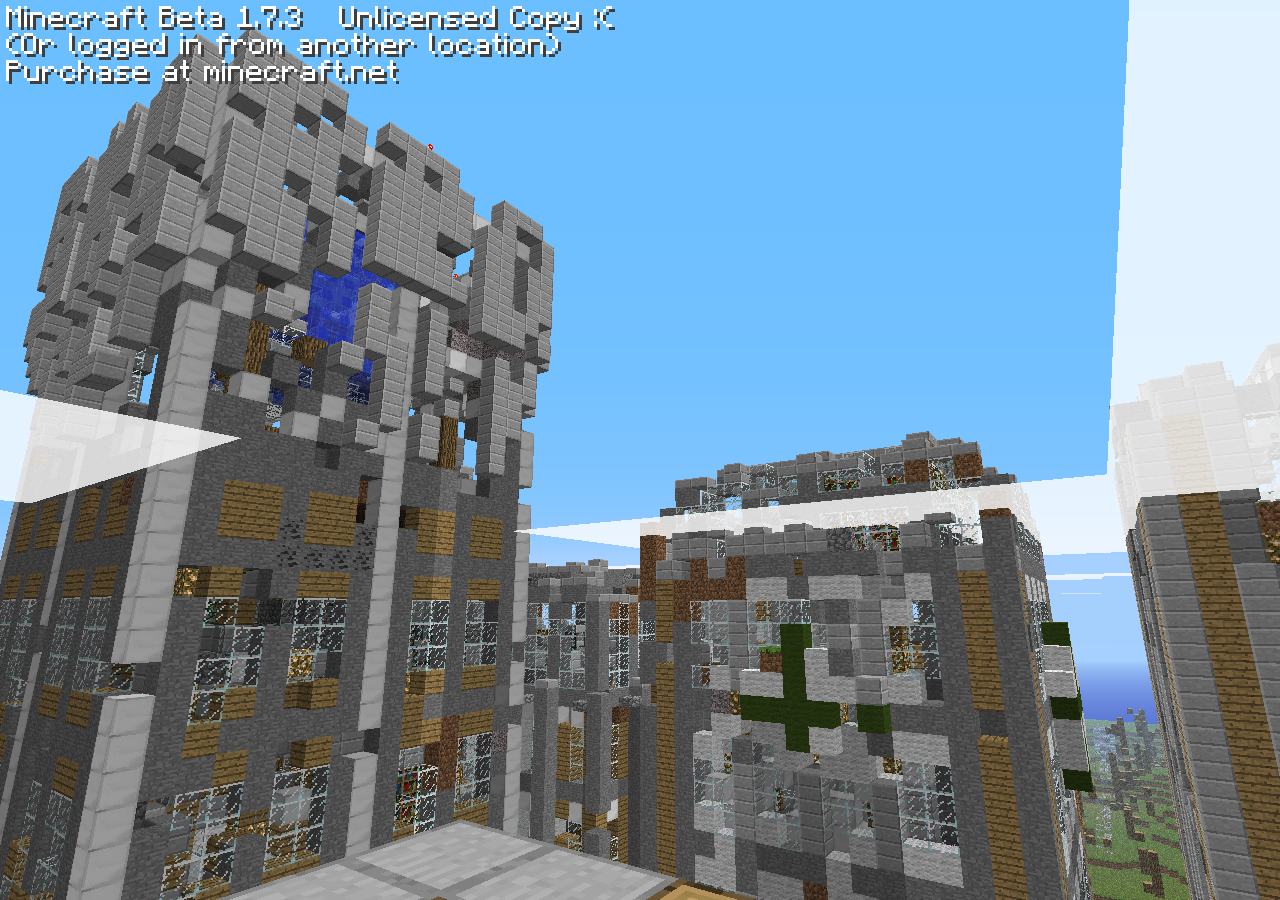 Minecraft Beta 1.7.3   Unlicensed Copy :(
(Or logged in from another location)
Purchase at minecraft.net